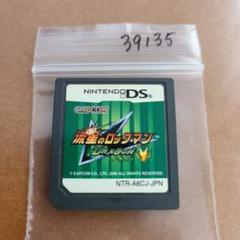 39135
NINTENDO DS
CAPCOM
流星のロックマン
DRAGON
© CAPCOM CO., LTD. 2006 ALL RIGHTS RESERVED.
NTR-A6CJ-JPN